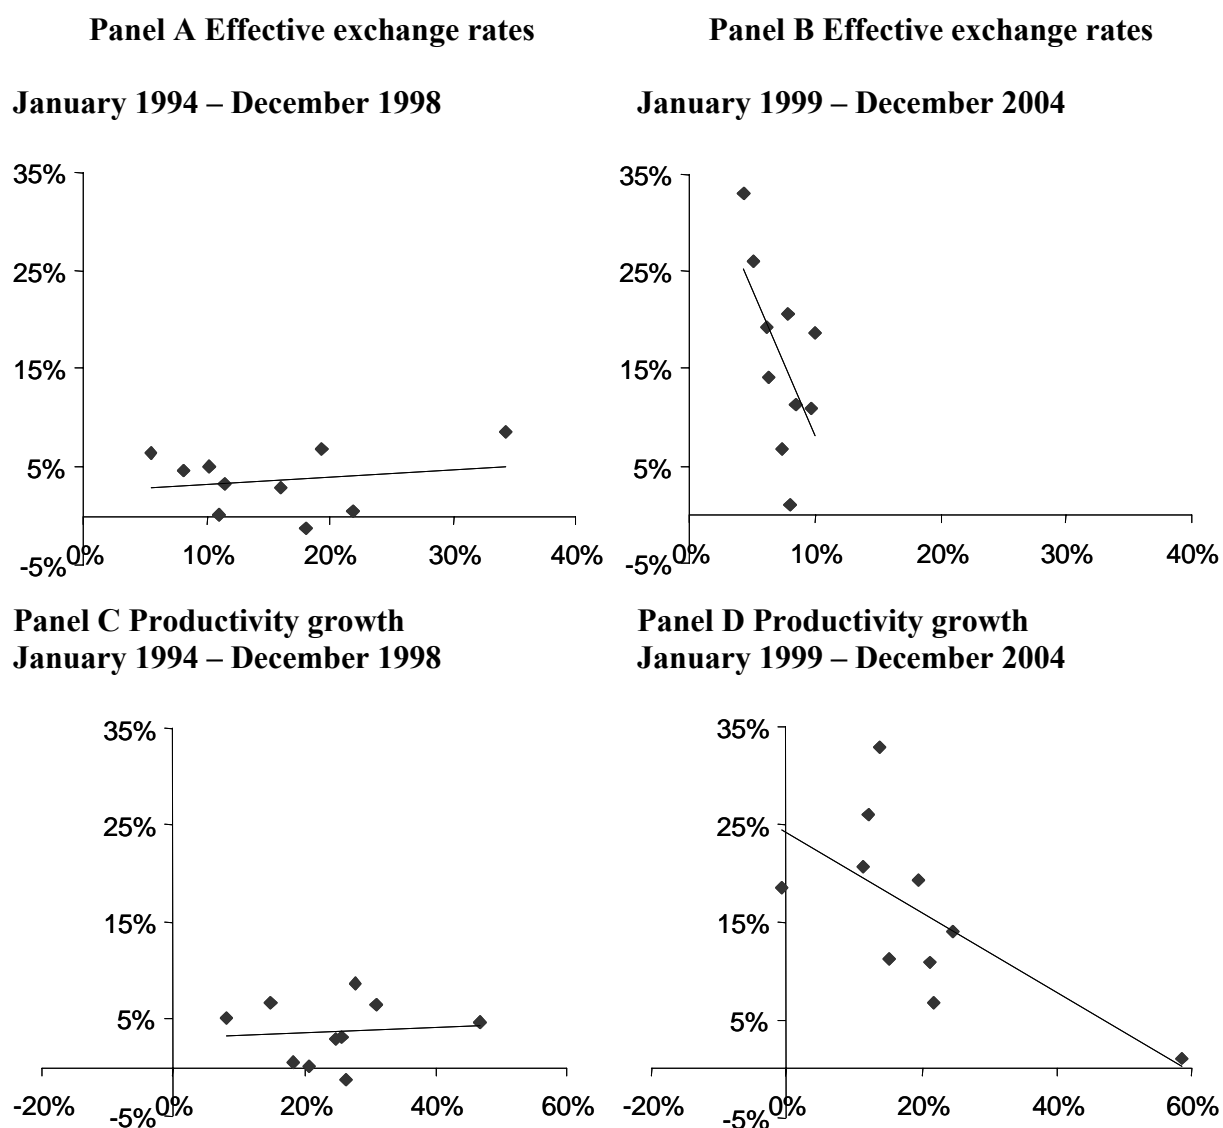 Panel A Effective exchange rates
January 1994 – December 1998
35%
25%
15%
5%
-5%
0% 10% 20% 30% 40%
Panel B Effective exchange rates
January 1999 – December 2004
35%
25%
15%
5%
-5%
0% 10% 20% 30% 40%
Panel C Productivity growth
January 1994 – December 1998
35%
25%
15%
5%
-5%
-20% 0% 20% 40% 60%
Panel D Productivity growth
January 1999 – December 2004
35%
25%
15%
5%
-5%
-20% 0% 20% 40% 60%